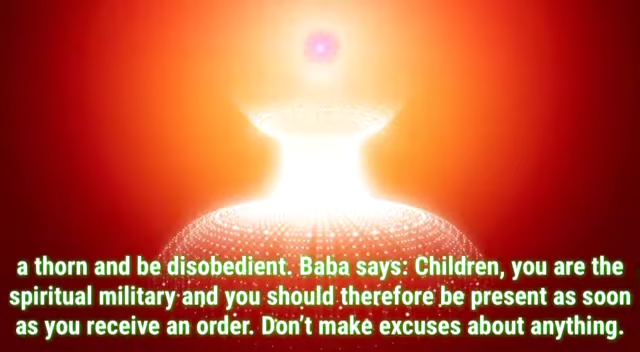 a thorn and be disobedient. Baba says: Children, you are the
spiritual military and you should therefore be present as soon
as you receive an order. Don’t make excuses about anything.